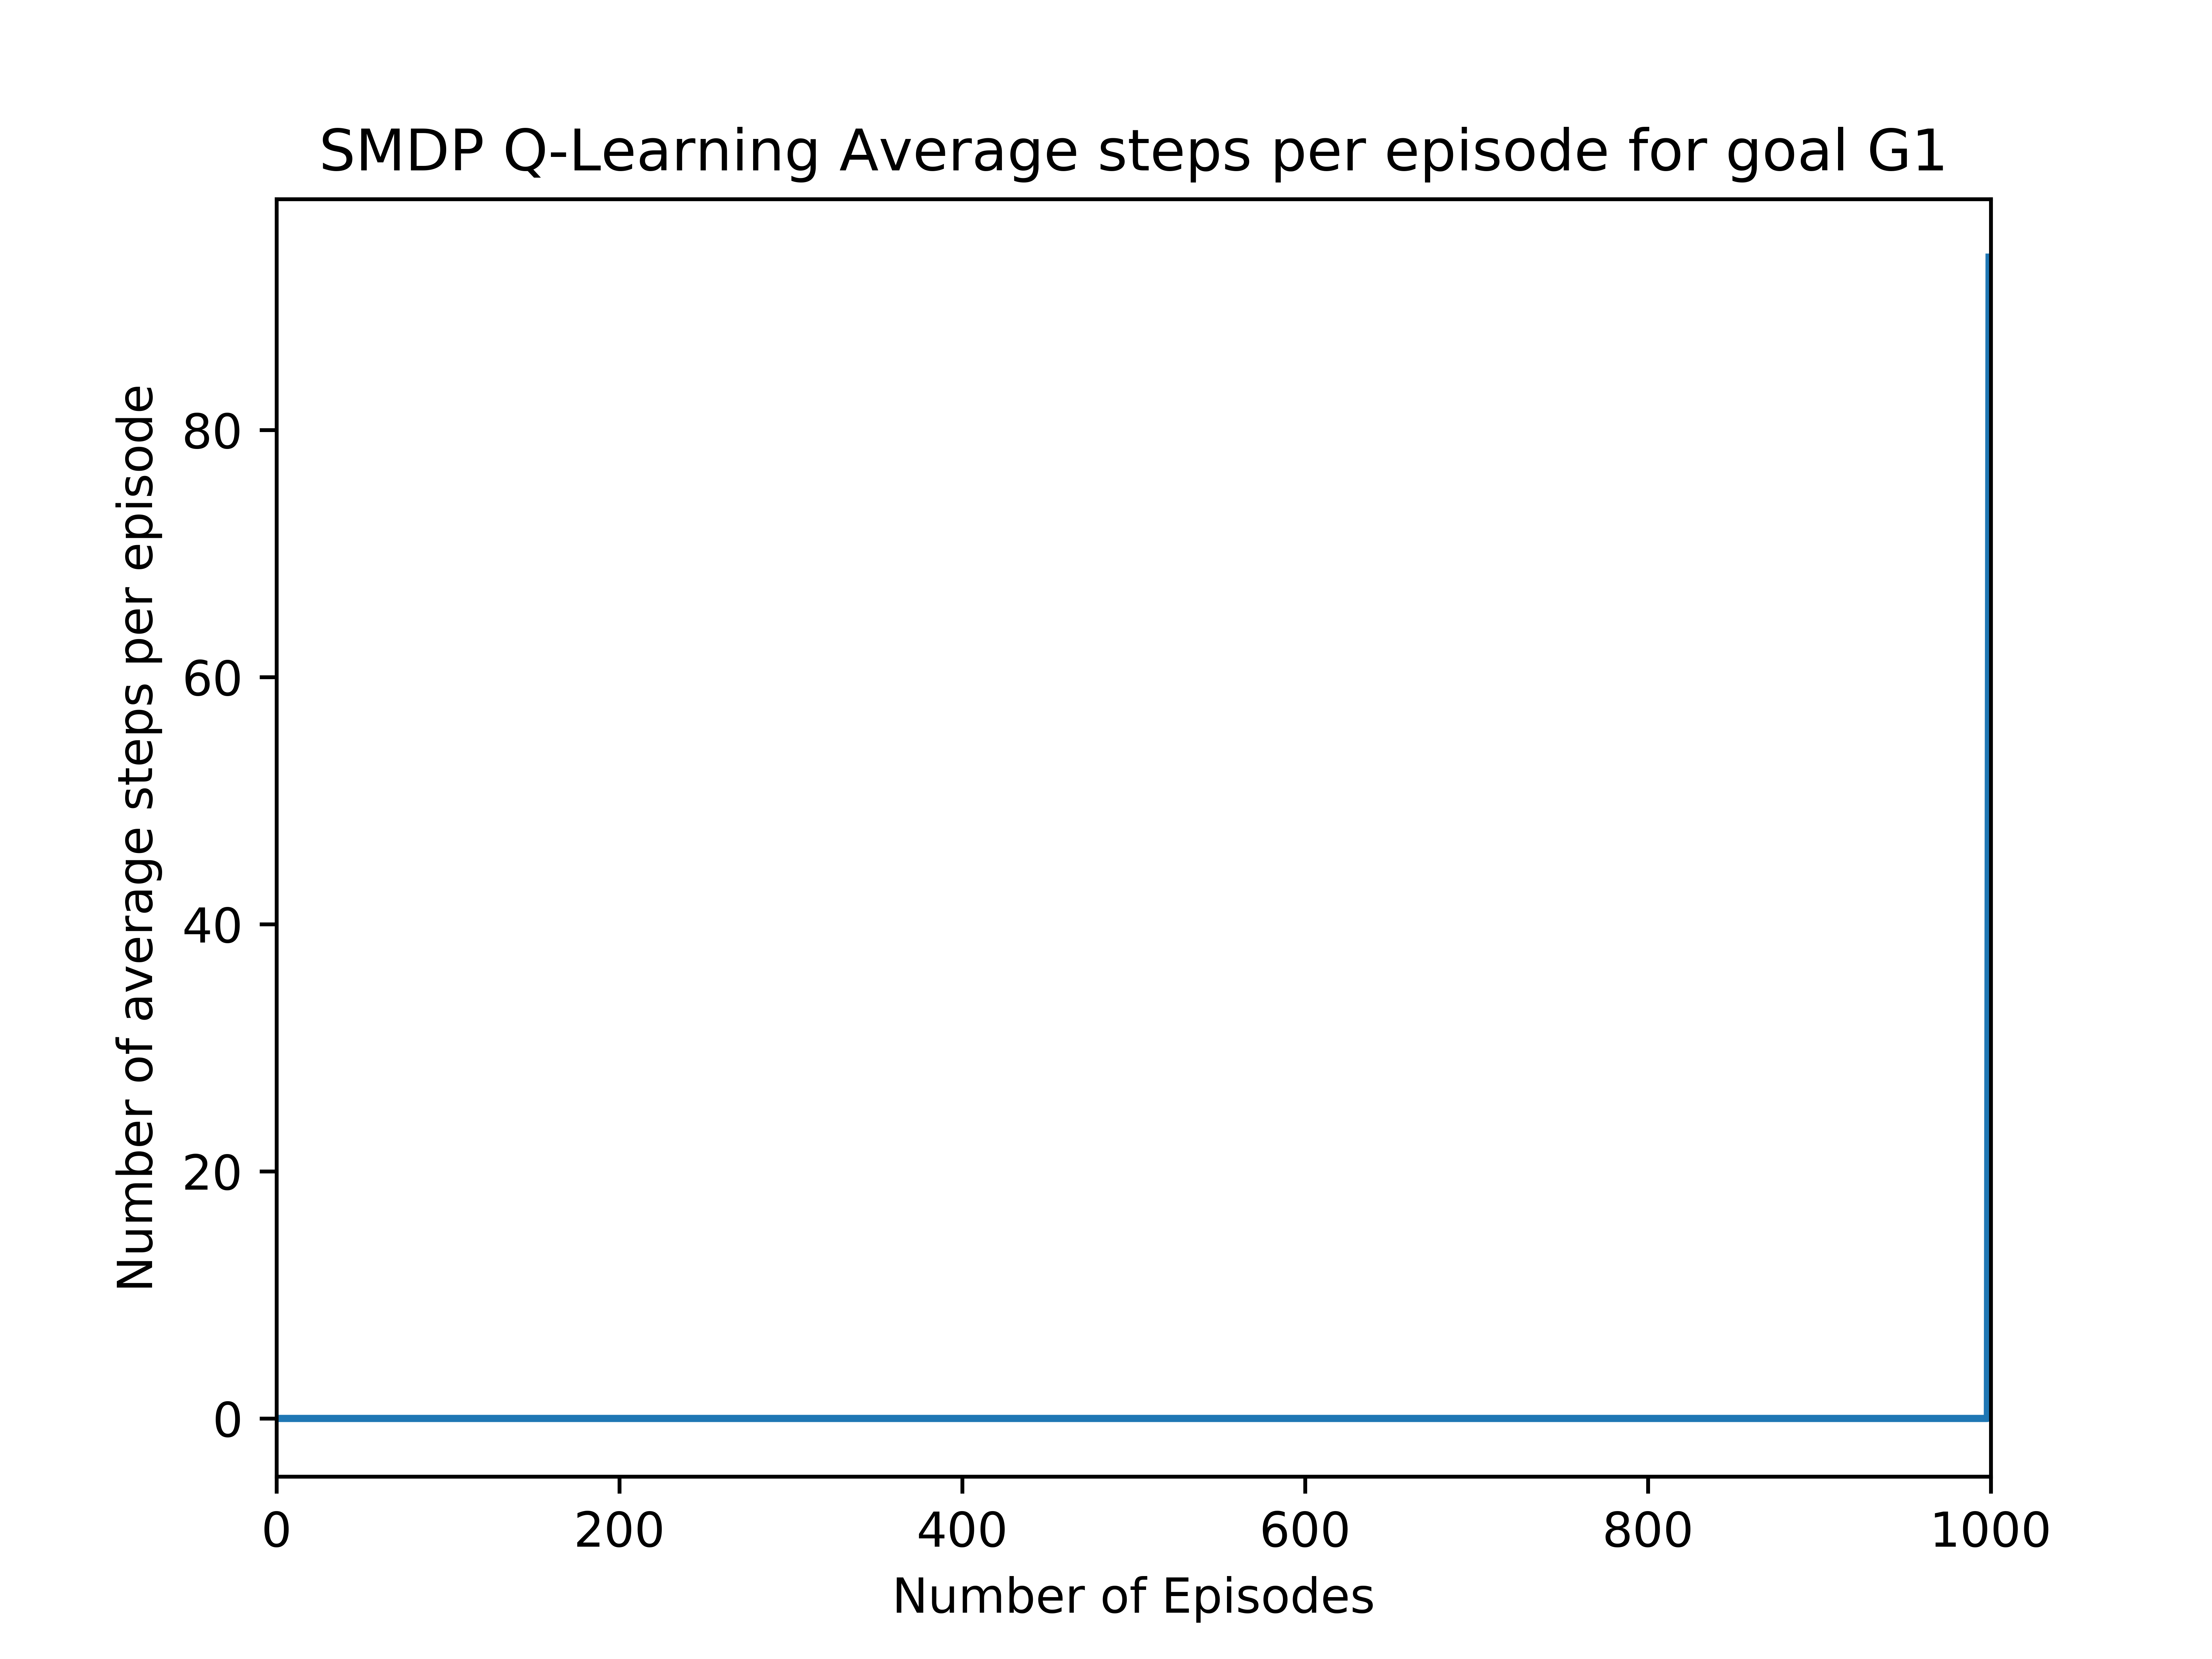 SMDP Q-Learning Average steps per episode for goal G1
Number of average steps per episode
80
60
40
20
0
0 200 400 600 800 1000
Number of Episodes